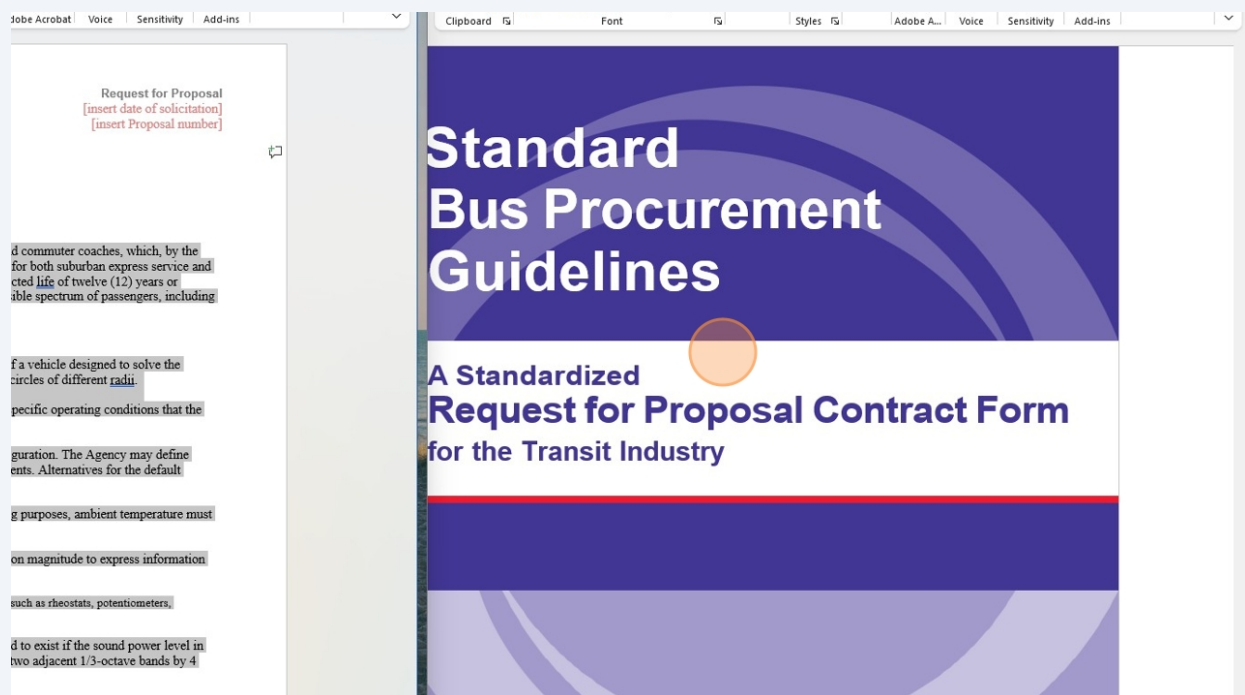 dobe Acrobat Voice Sensitivity Add-ins
Request for Proposal
[insert date of solicitation]
[insert Proposal number]
d commuter coaches, which, by the
for both suburban express service and
cted life of twelve (12) years or
ible spectrum of passengers, including
f a vehicle designed to solve the
circles of different radii.
pecific operating conditions that the
guration. The Agency may define
ents. Alternatives for the default
g purposes, ambient temperature must
on magnitude to express information
such as rheostats, potentiometers,
d to exist if the sound power level in
two adjacent 1/3-octave bands by 4
Clipboard Font Styles Adobe A... Voice Sensitivity Add-ins
Standard
Bus Procurement
Guidelines
A Standardized
Request for Proposal Contract Form
for the Transit Industry